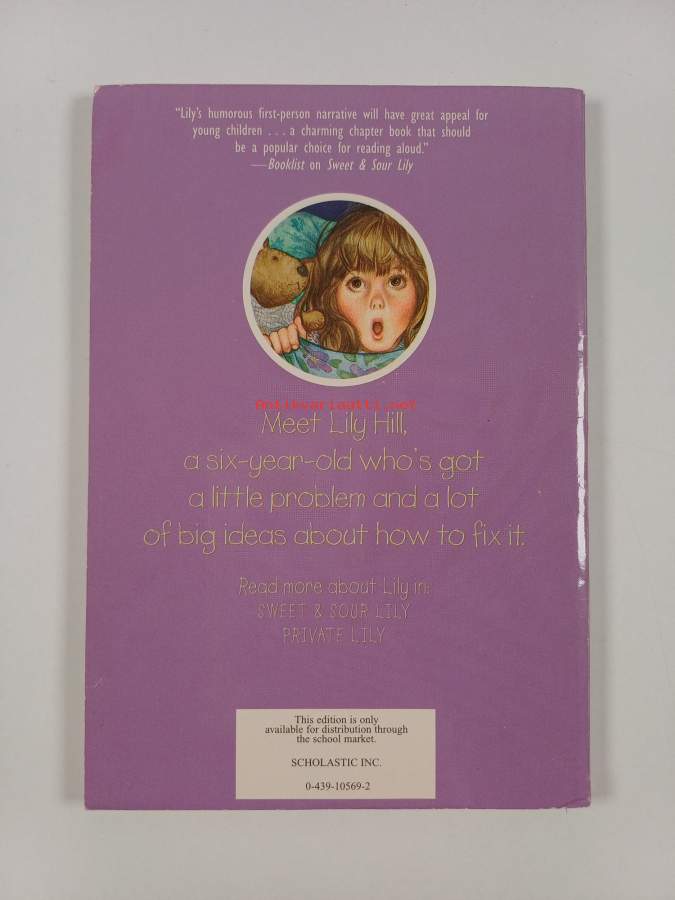 “Lily’s humorous first-person narrative will have great appeal for
young children . . . a charming chapter book that should
be a popular choice for reading aloud.”
—Booklist on Sweet & Sour Lily
Antikvariaatti.net
Meet Lily Hill,
a six-year-old who’s got
a little problem and a lot
of big ideas about how to fix it.
Read more about Lily in:
SWEET & SOUR LILY
PRIVATE LILY
This edition is only
available for distribution through
the school market.
SCHOLASTIC INC.
0-439-10569-2